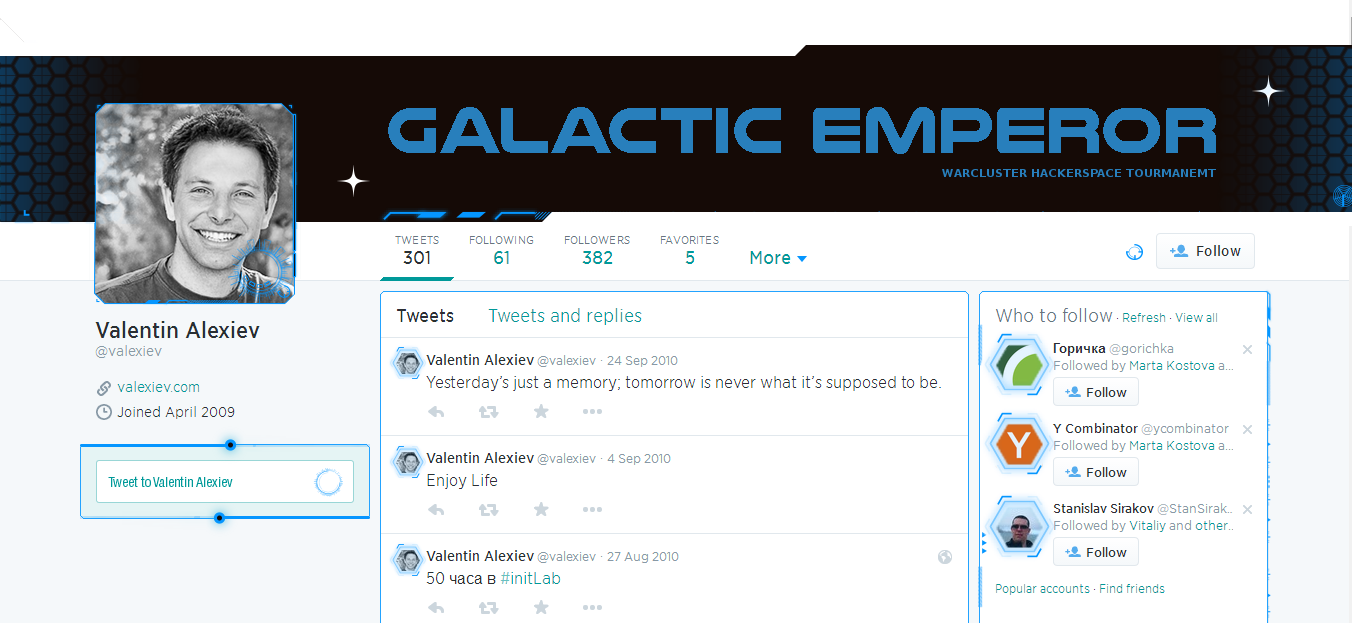 GALACTIC EMPEROR
WARCLUSTER HACKERSPACE TOURMANEMT
TWEETS FOLLOWING FOLLOWERS FAVORITES
301 61 382 5 More
Follow
Valentin Alexiev
@valexiev
valexiev.com
Joined April 2009
Tweet to Valentin Alexiev
Tweets Tweets and replies
Valentin Alexiev @valexiev · 24 Sep 2010
Yesterday’s just a memory; tomorrow is never what it’s supposed to be.
Valentin Alexiev @valexiev · 4 Sep 2010
Enjoy Life
Valentin Alexiev @valexiev · 27 Aug 2010
50 часа в #initLab
Who to follow · Refresh · View all
Горичка @gorichka
Followed by Marta Kostova a...
Follow
Y
Y Combinator @ycombinator
Followed by Marta Kostova a...
Follow
Stanislav Sirakov @StanSirak..
Followed by Vitaliy and other..
Follow
Popular accounts · Find friends